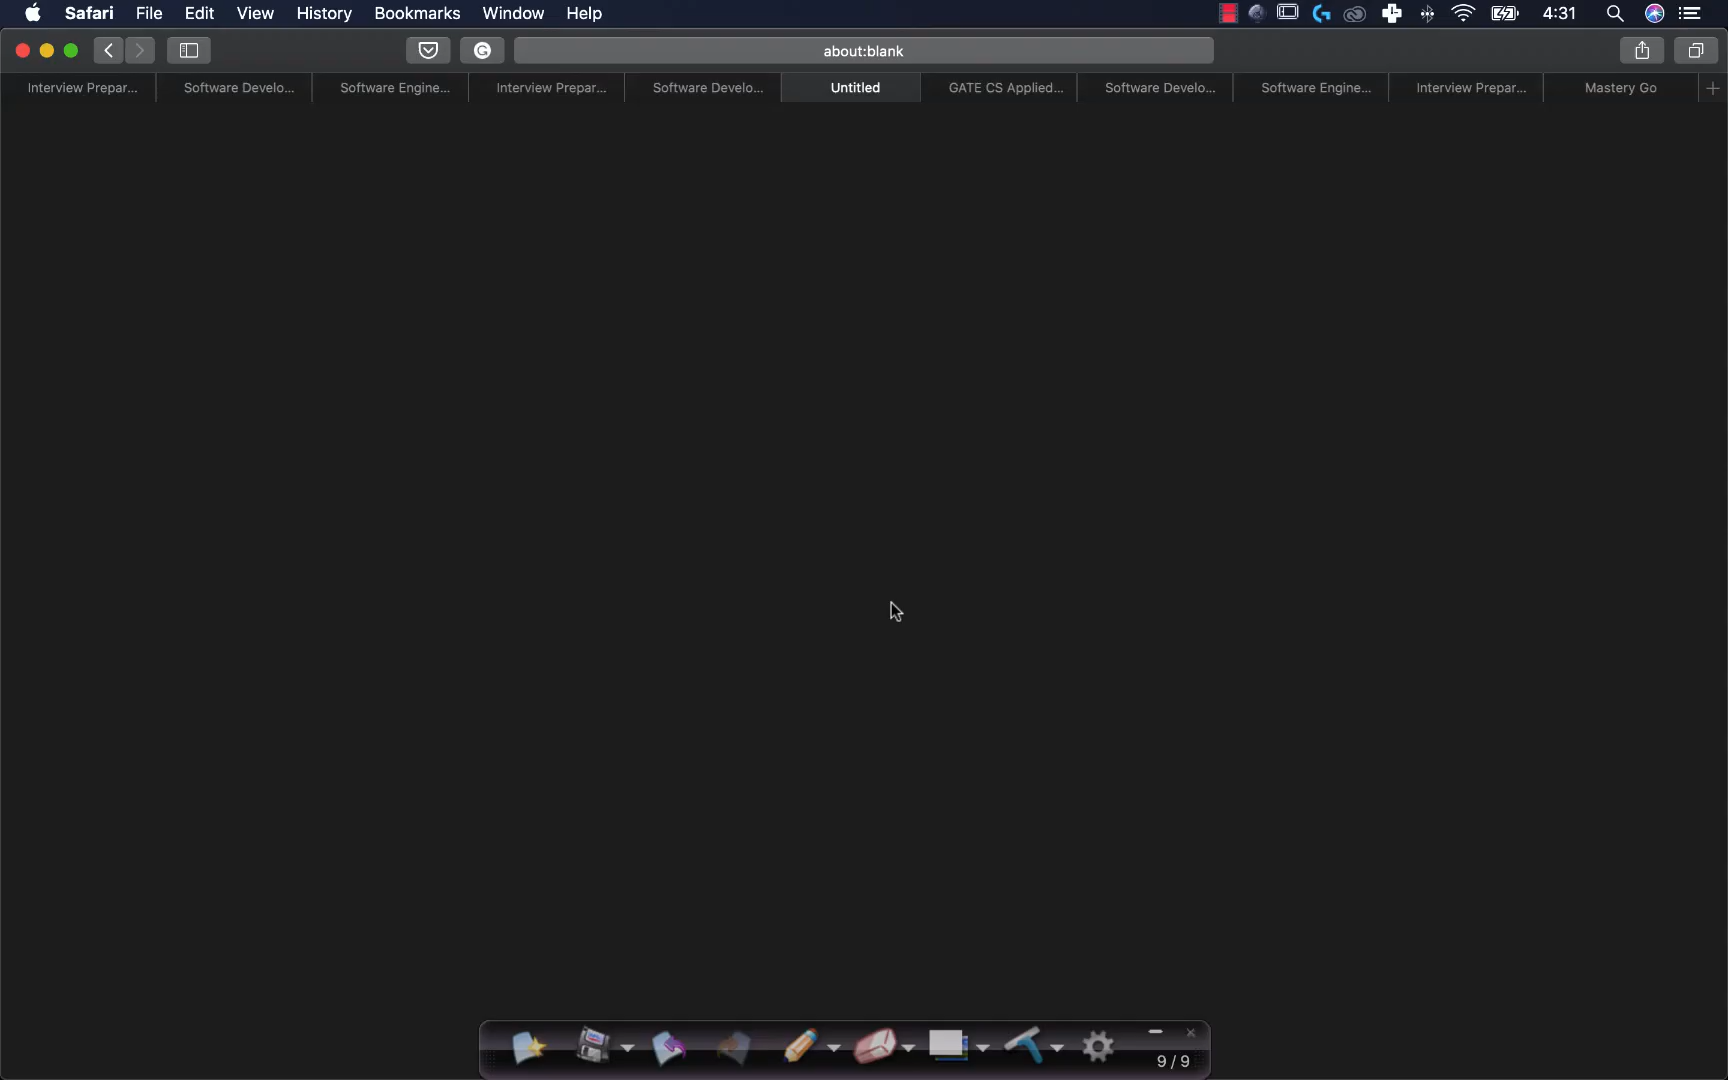 Safari File Edit View History Bookmarks Window Help 4:31
about:blank
Interview Prepar... Software Develo... Software Engine... Interview Prepar... Software Develo... Untitled GATE CS Applied... Software Develo... Software Engine... Interview Prepar... Mastery Go
9 / 9